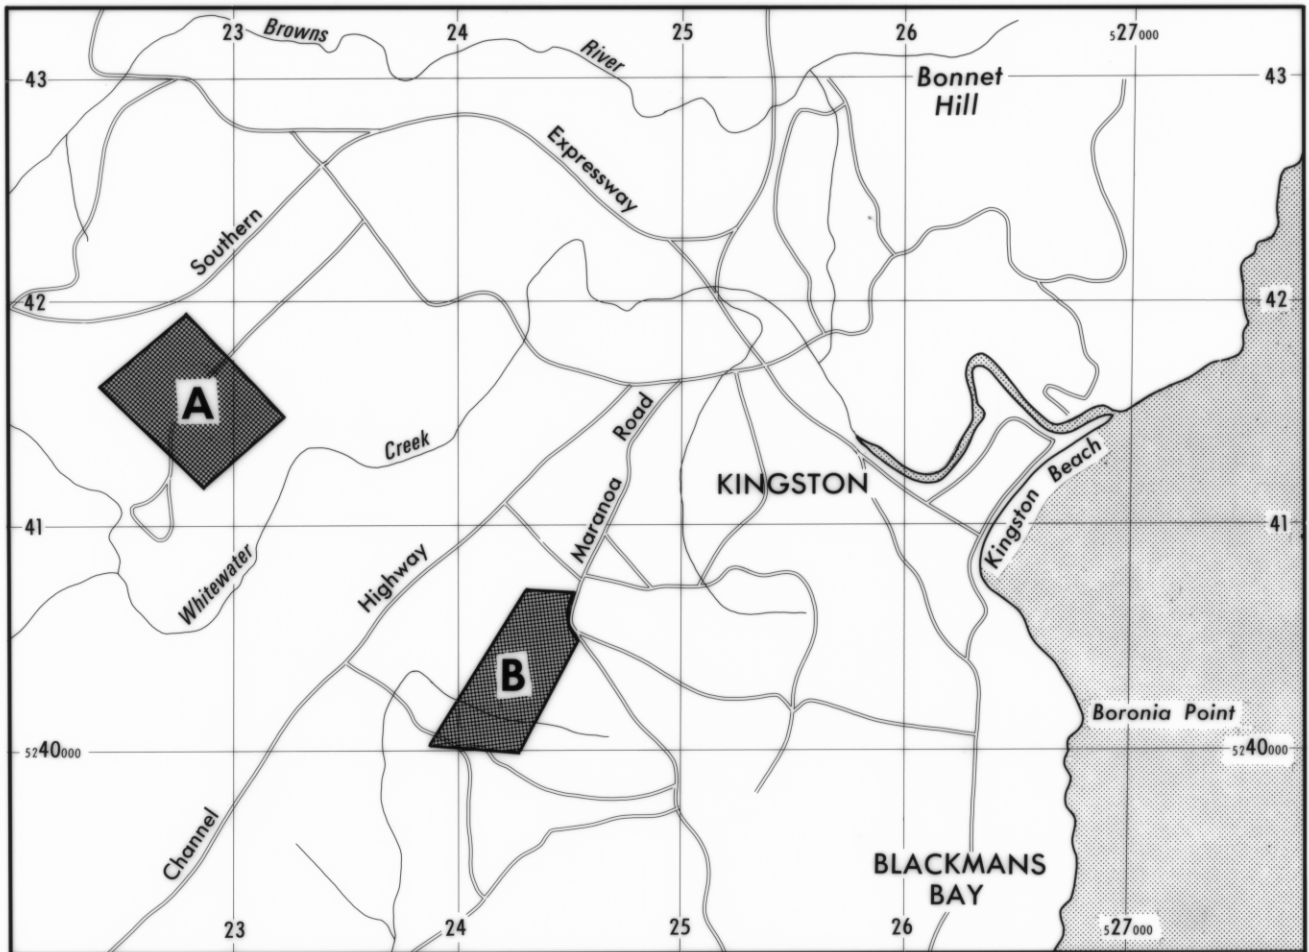 23
24
25
26
527000
Browns
River
43
Bonnet
Hill
43
Expressway
Southern
42
42
A
Road
Creek
KINGSTON
Kingston Beach
Maranoa
41
41
Highway
Whitewater
B
Boronia Point
5240000
5240000
Channel
BLACKMANS
BAY
23
24
25
26
527000